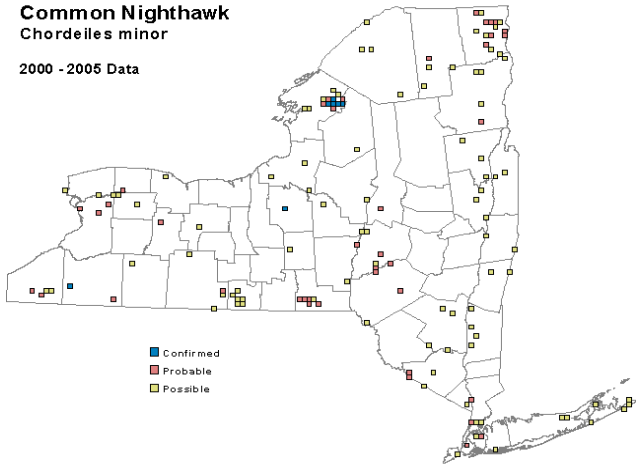 Common Nighthawk
Chordeiles minor
2000 - 2005 Data
Confirmed
Probable
Possible